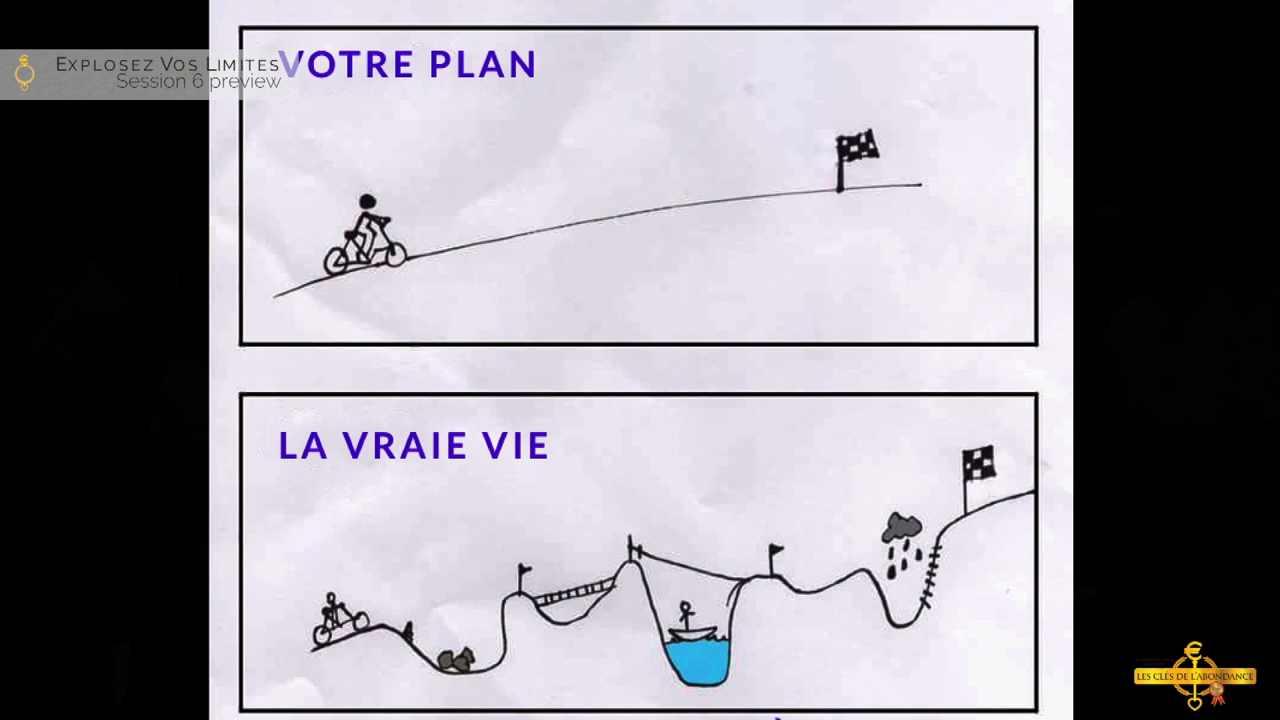 EXPLOSEZ VOS LIMITES
Session 6 preview
VOTRE PLAN
LA VRAIE VIE
LES CLÉS DE L'ABONDANCE